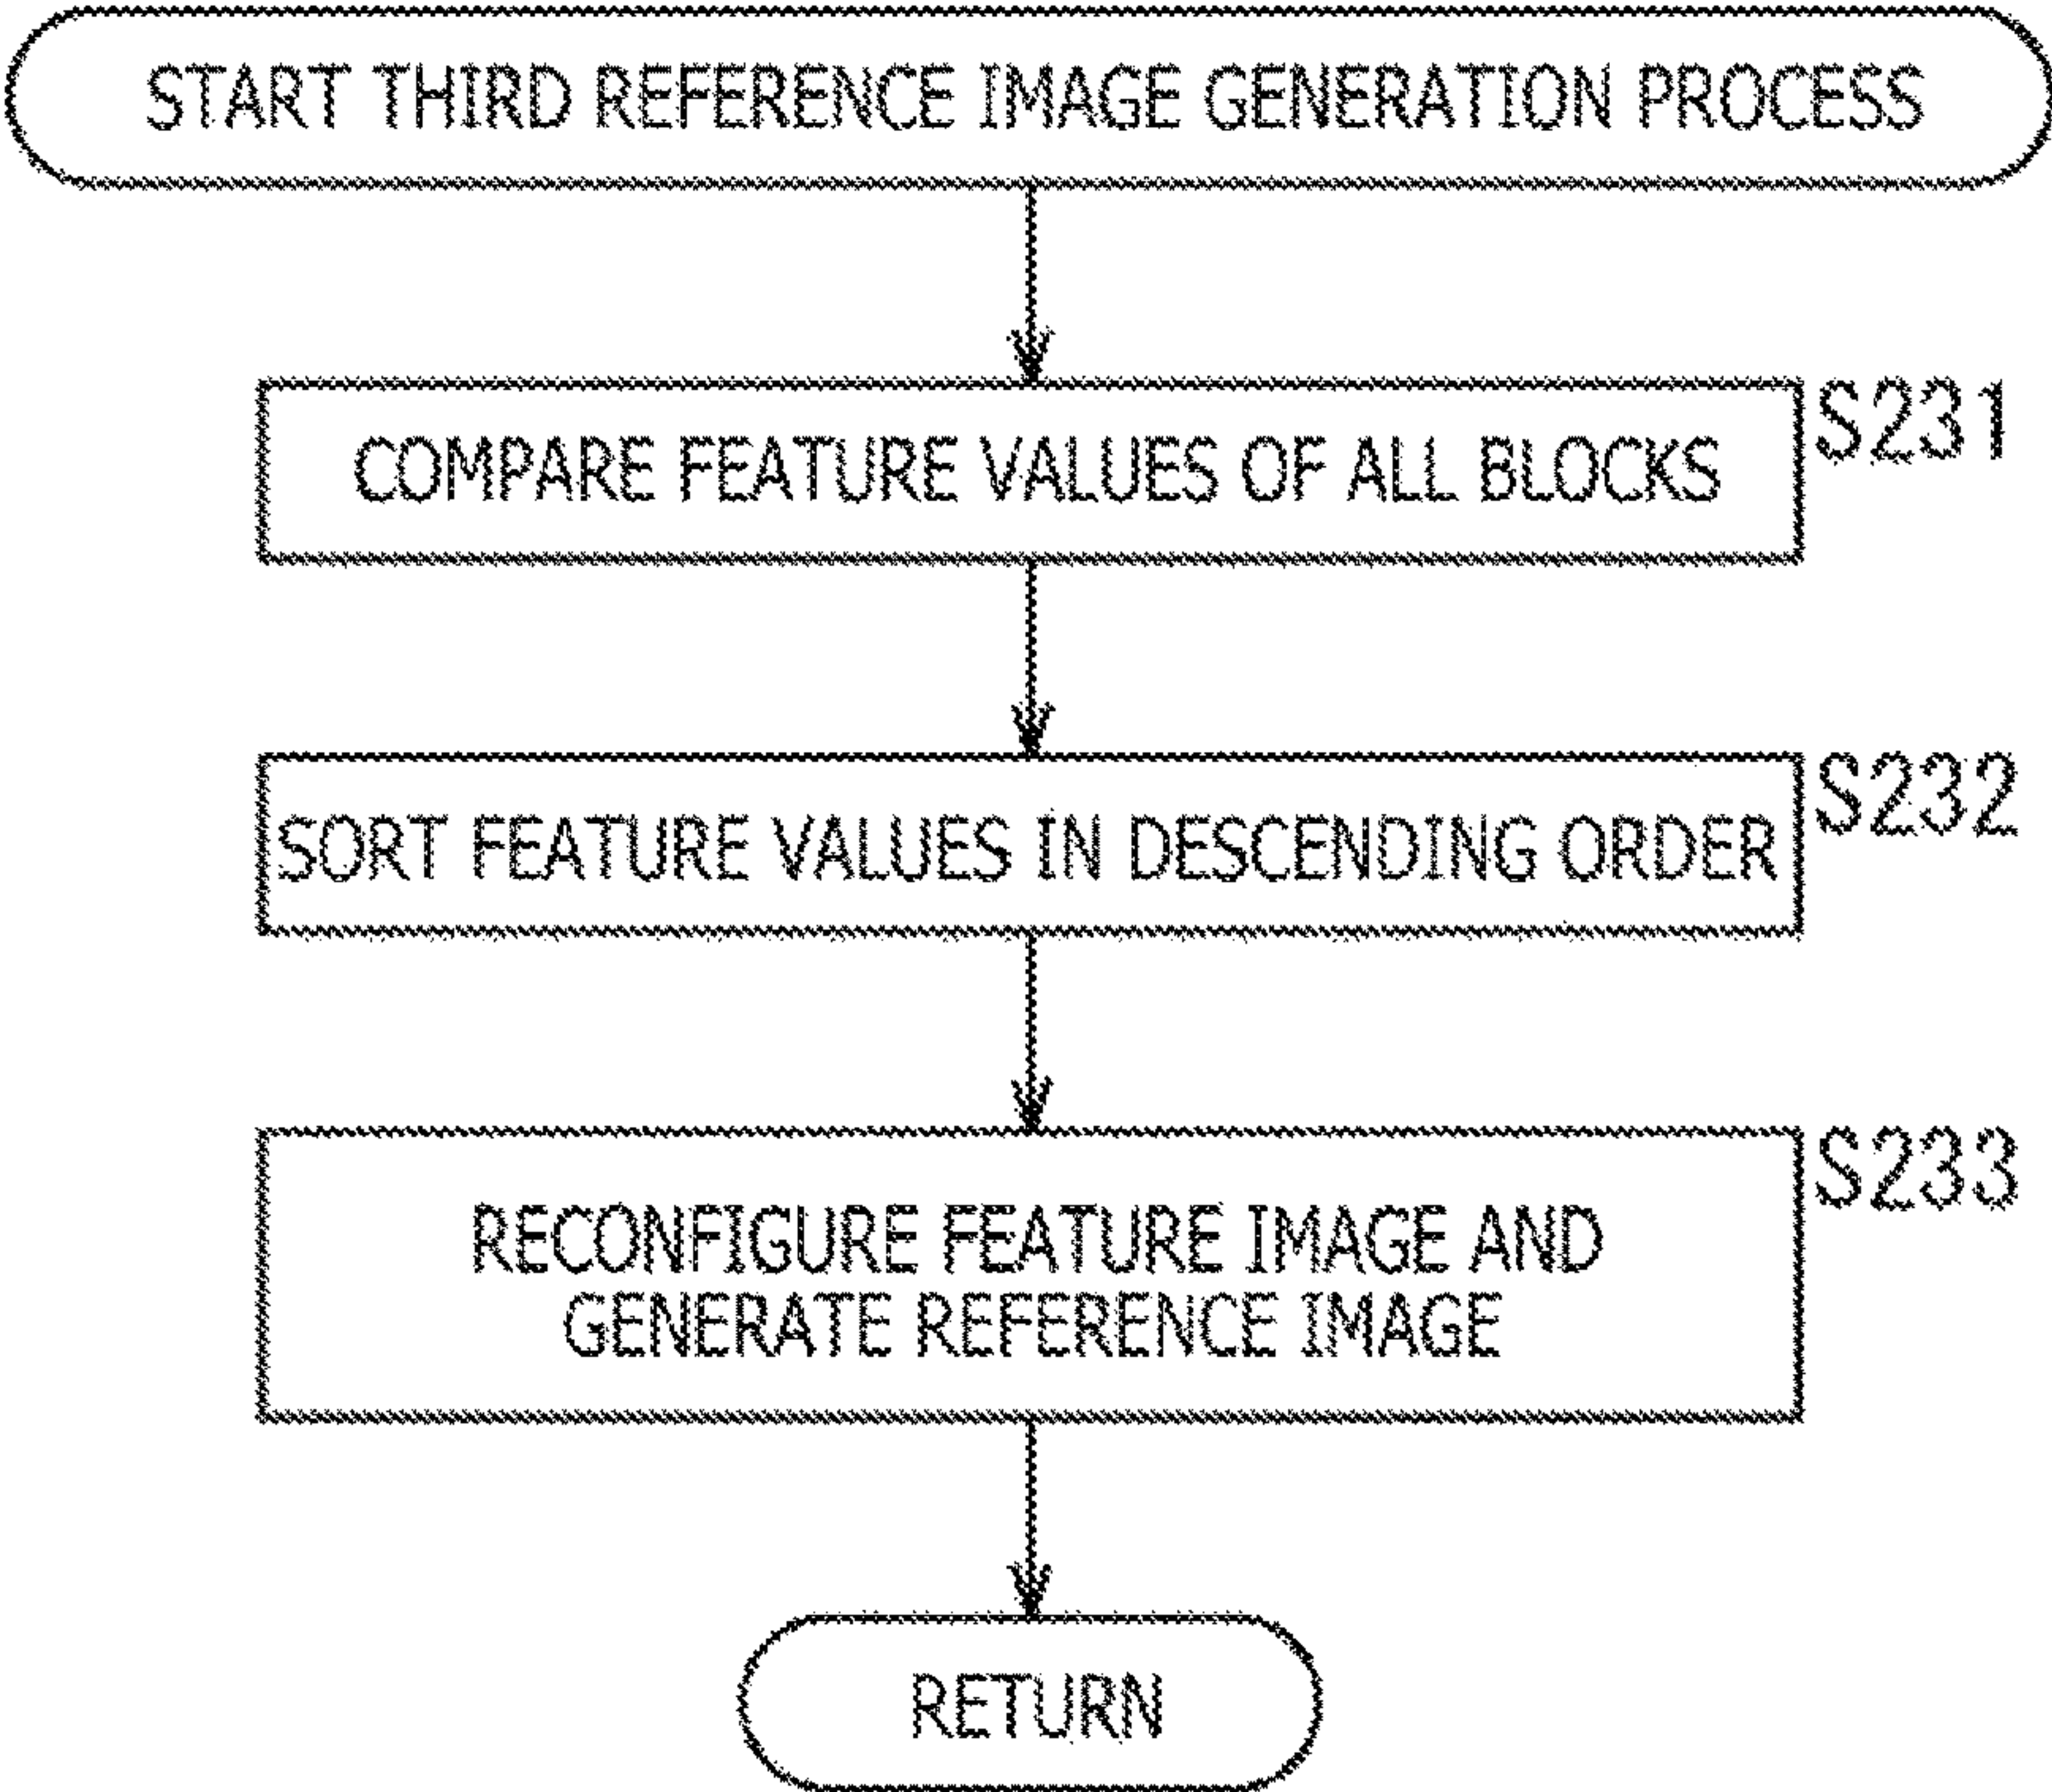 START THIRD REFERENCE IMAGE GENERATION PROCESS
S231
COMPARE FEATURE VALUES OF ALL BLOCKS
S232
SORT FEATURE VALUES IN DESCENDING ORDER
S233
RECONFIGURE FEATURE IMAGE AND
GENERATE REFERENCE IMAGE
RETURN